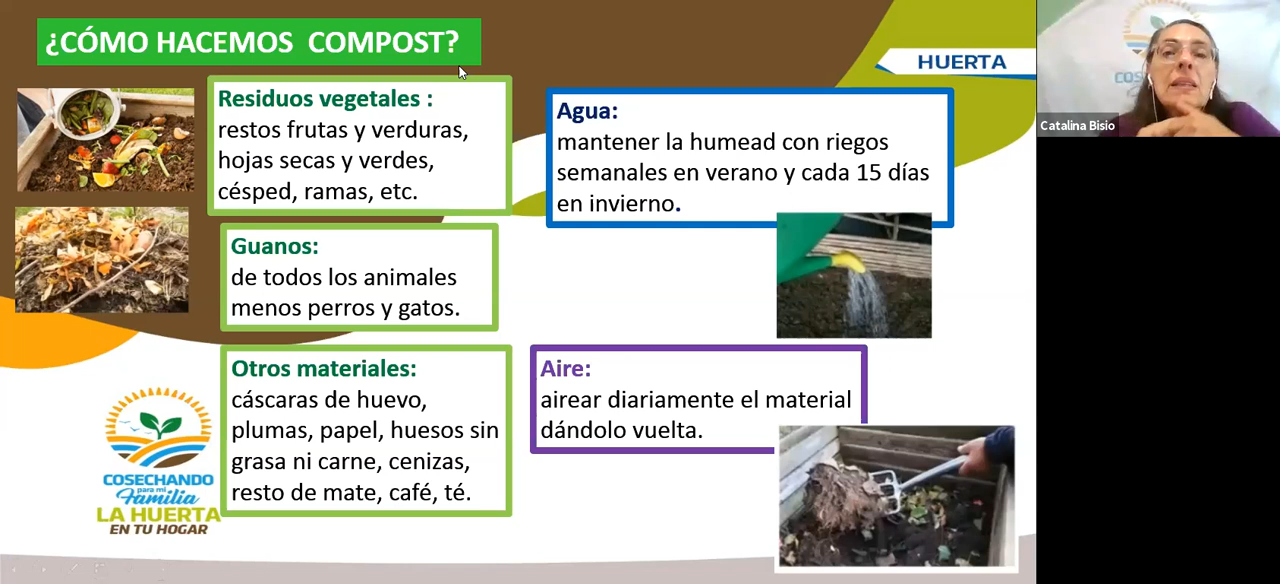 ¿CÓMO HACEMOS COMPOST?
HUERTA
Residuos vegetales :
restos frutas y verduras,
hojas secas y verdes,
césped, ramas, etc.
Guanos:
de todos los animales
menos perros y gatos.
Otros materiales:
cáscaras de huevo,
plumas, papel, huesos sin
grasa ni carne, cenizas,
resto de mate, café, té.
Agua:
mantener la humead con riegos
semanales en verano y cada 15 días
en invierno.
Aire:
airear diariamente el material
dándolo vuelta.
COSECHANDO
para mi
Familia
LA HUERTA
EN TU HOGAR
Catalina Bisio